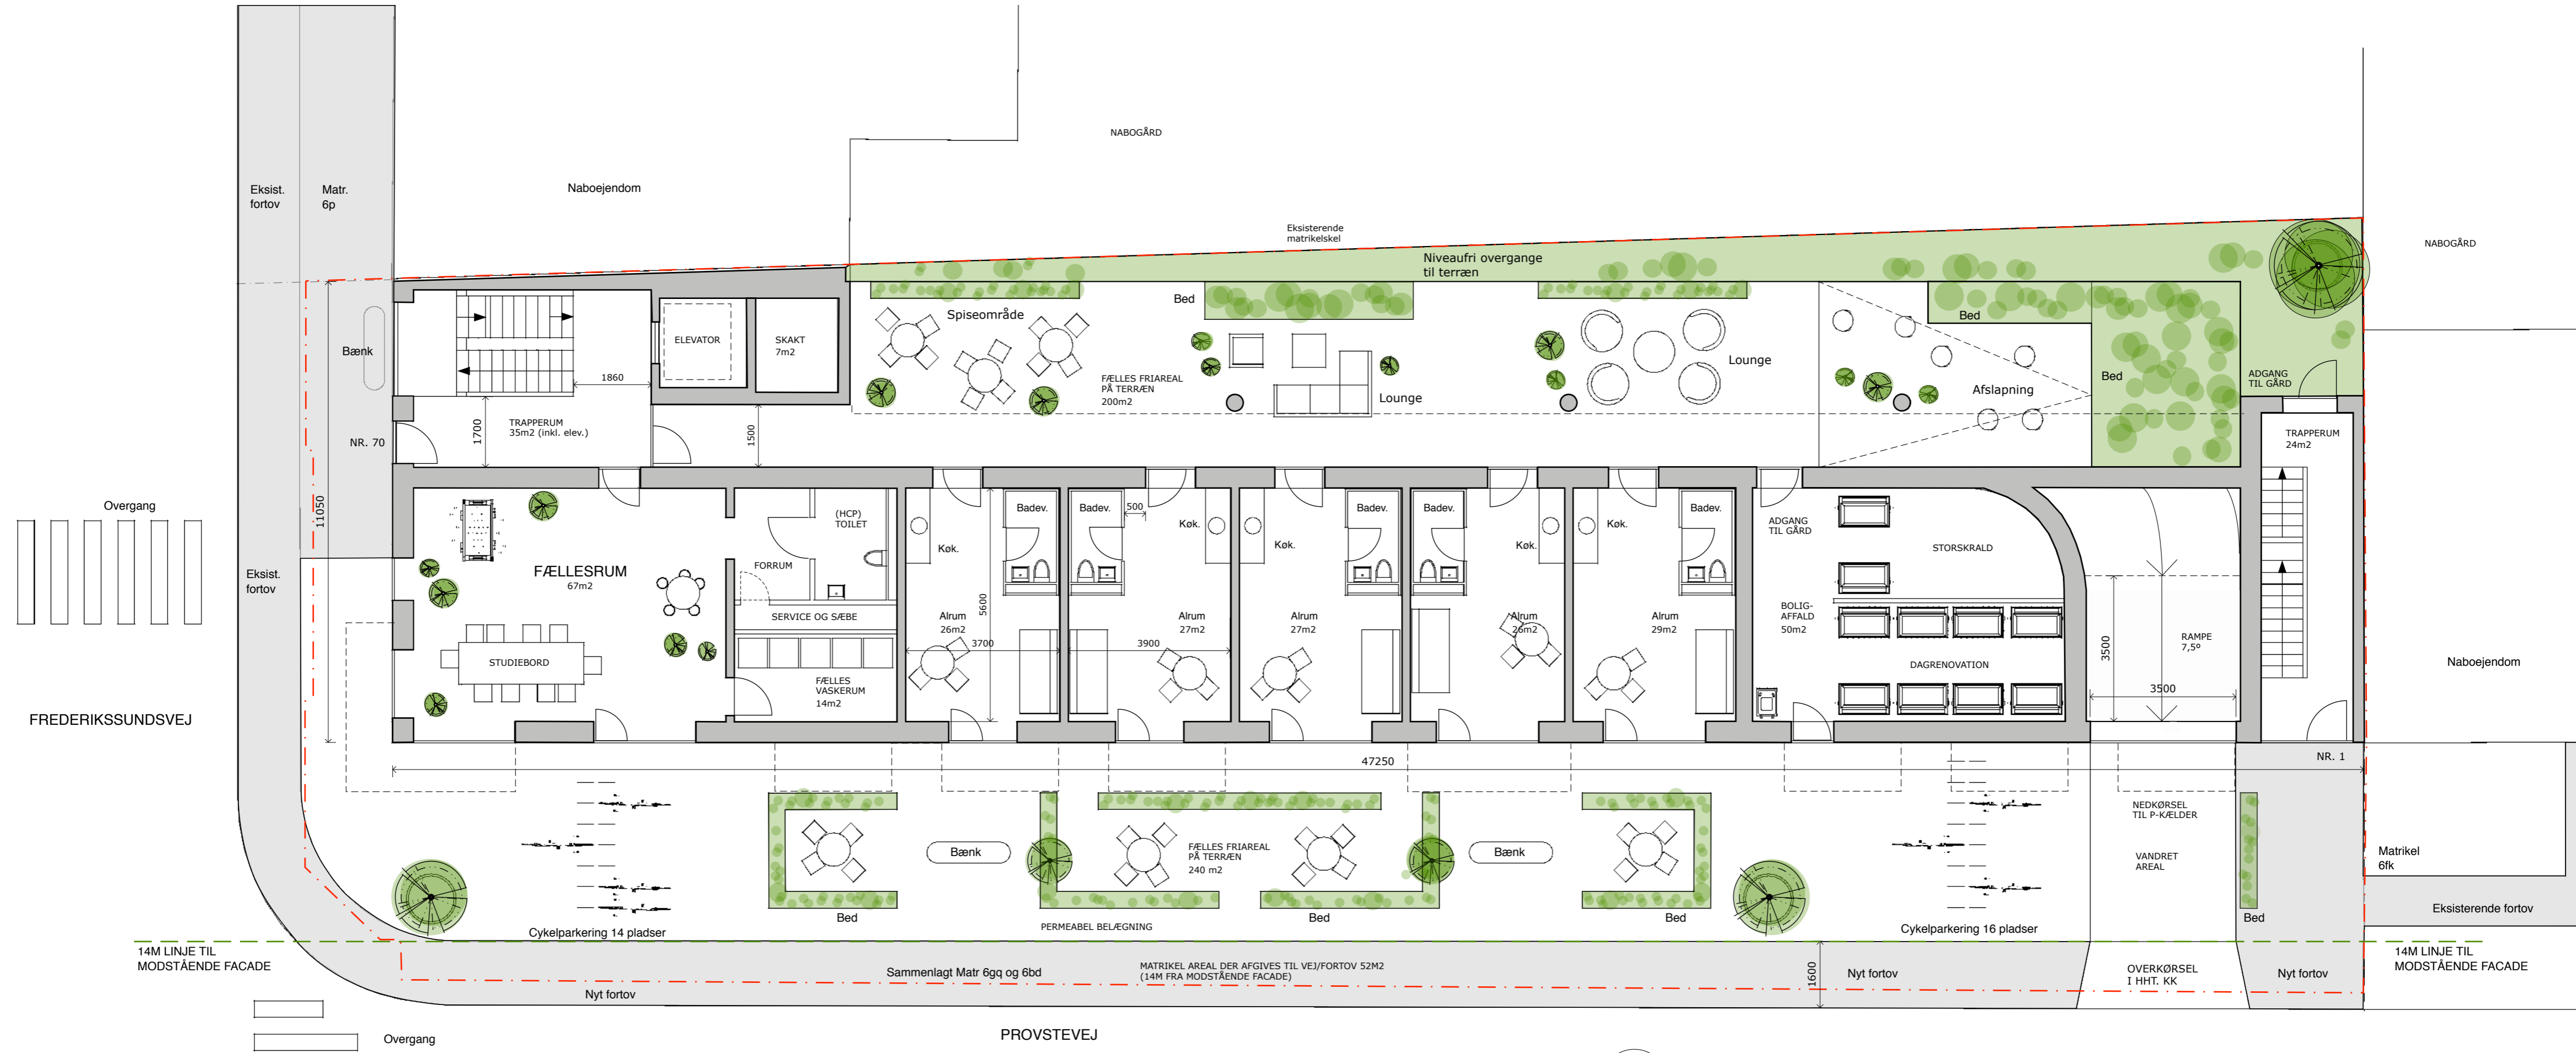 NABOGÅRD
Eksist.
fortov
Matr.
6p
Naboejendom
Eksisterende
matrikelskel
NABOGÅRD
Niveaufri overgange
til terræn
Bed
Spiseområde
Bed
ELEVATOR
SKAKT
7m2
Bænk
Lounge
1860
FÆLLES FRIAREAL
PÅ TERRÆN
200m2
Lounge
Afslapning
Bed
ADGANG
TIL GÅRD
TRAPPERUM
35m2 (inkl. elev.)
1700
1500
NR. 70
TRAPPERUM
24m2
Overgang
11050
(HCP)
TOILET
Badev.
Badev.
500
Køk.
Badev.
Badev.
Køk.
Badev.
Køk.
Køk.
Køk.
ADGANG
TIL GÅRD
STORSKRALD
Eksist.
fortov
FÆLLESRUM
67m2
FORRUM
SERVICE OG SÆBE
5600
Alrum
26m2
3700
Alrum
27m2
3900
Alrum
27m2
Alrum
26m2
Alrum
29m2
BOLIG-
AFFALD
50m2
3500
RAMPE
7,5º
STUDIEBORD
DAGRENOVATION
Naboejendom
FÆLLES
VASKERUM
14m2
3500
FREDERIKSSUNDSVEJ
47250
NR. 1
NEDKØRSEL
TIL P-KÆLDER
Bænk
FÆLLES FRIAREAL
PÅ TERRÆN
240 m2
Bænk
VANDRET
AREAL
Matrikel
6fk
Bed
Bed
Bed
Bed
Eksisterende fortov
Cykelparkering 14 pladser
PERMEABEL BELÆGNING
Cykelparkering 16 pladser
14M LINJE TIL
MODSTÅENDE FACADE
14M LINJE TIL
MODSTÅENDE FACADE
Sammenlagt Matr 6gq og 6bd
MATRIKEL AREAL DER AFGIVES TIL VEJ/FORTOV 52M2
(14M FRA MODSTÅENDE FACADE)
1600
Nyt fortov
OVERKØRSEL
I HHT. KK
Nyt fortov
Nyt fortov
PROVSTEVEJ
Overgang